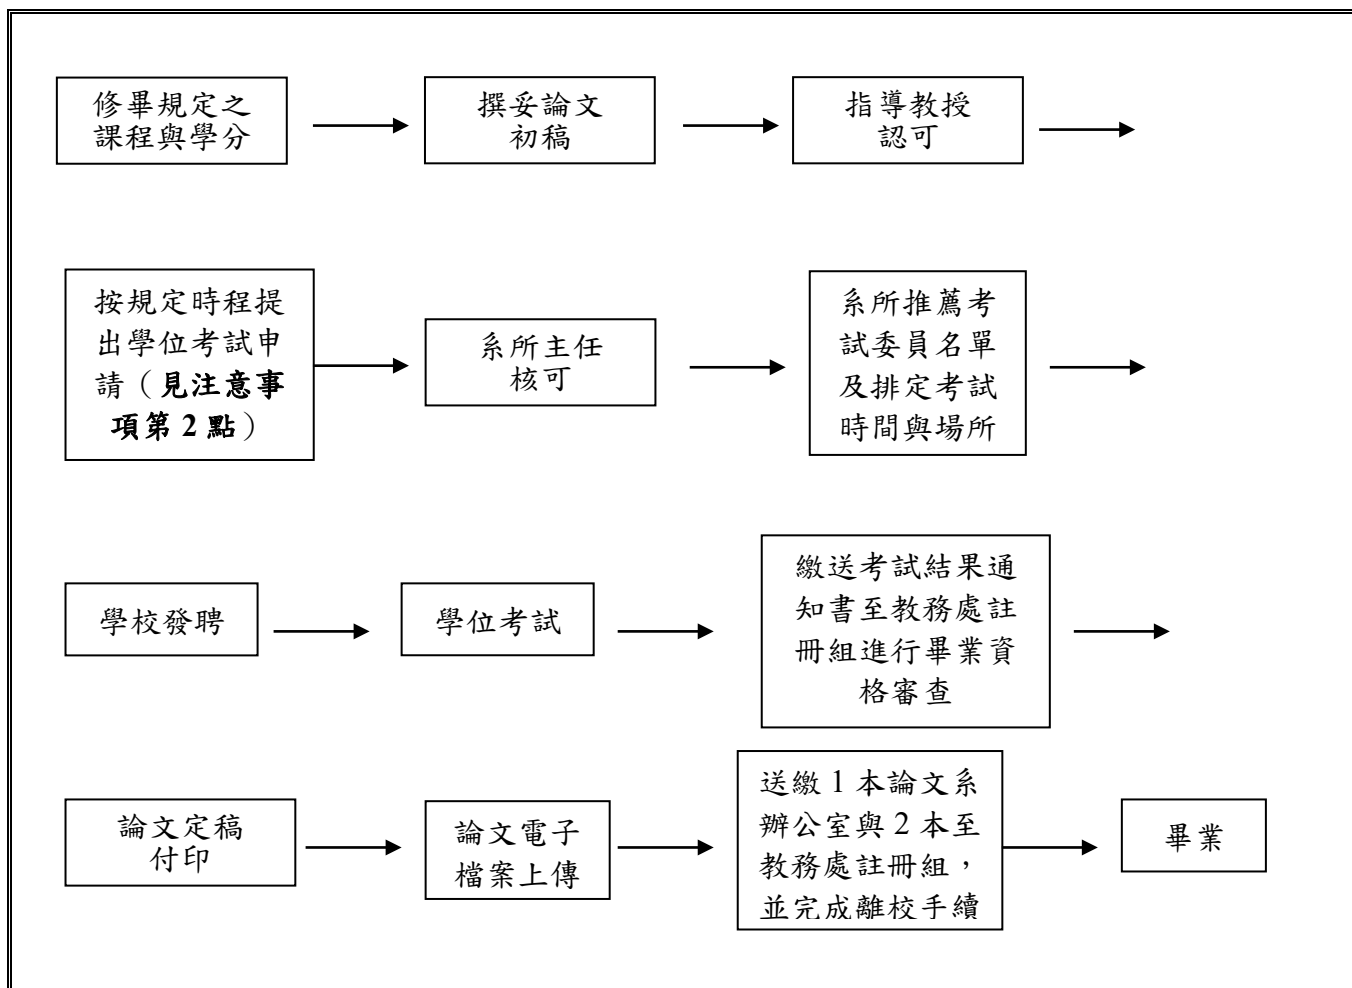 修畢規定之
課程與學分
撰妥論文
初稿
指導教授
認可
按規定時程提
出學位考試申
請（見注意事
項第 2 點）
系所主任
核可
系所推薦考
試委員名單
及排定考試
時間與場所
學校發聘
學位考試
繳送考試結果通
知書至教務處註
冊組進行畢業資
格審查
論文定稿
付印
論文電子
檔案上傳
送繳 1 本論文系
辦公室與 2 本至
教務處註冊組，
並完成離校手續
畢業